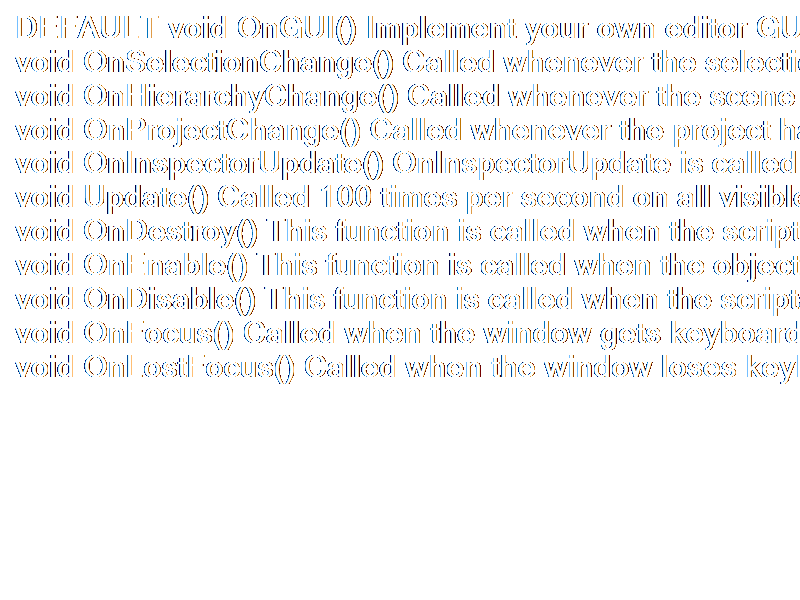 DEFAULT void OnGUI() Implement your own editor GU
void OnSelectionChange() Called whenever the selecti
void OnHierarchyChange() Called whenever the scene
void OnProjectChange() Called whenever the project ha
void OnInspectorUpdate() OnInspectorUpdate is called
void Update() Called 100 times per second on all visible
void OnDestroy() This function is called when the script
void OnEnable() This function is called when the object
void OnDisable() This function is called when the script
void OnFocus() Called when the window gets keyboard
void OnLostFocus() Called when the window loses keyl